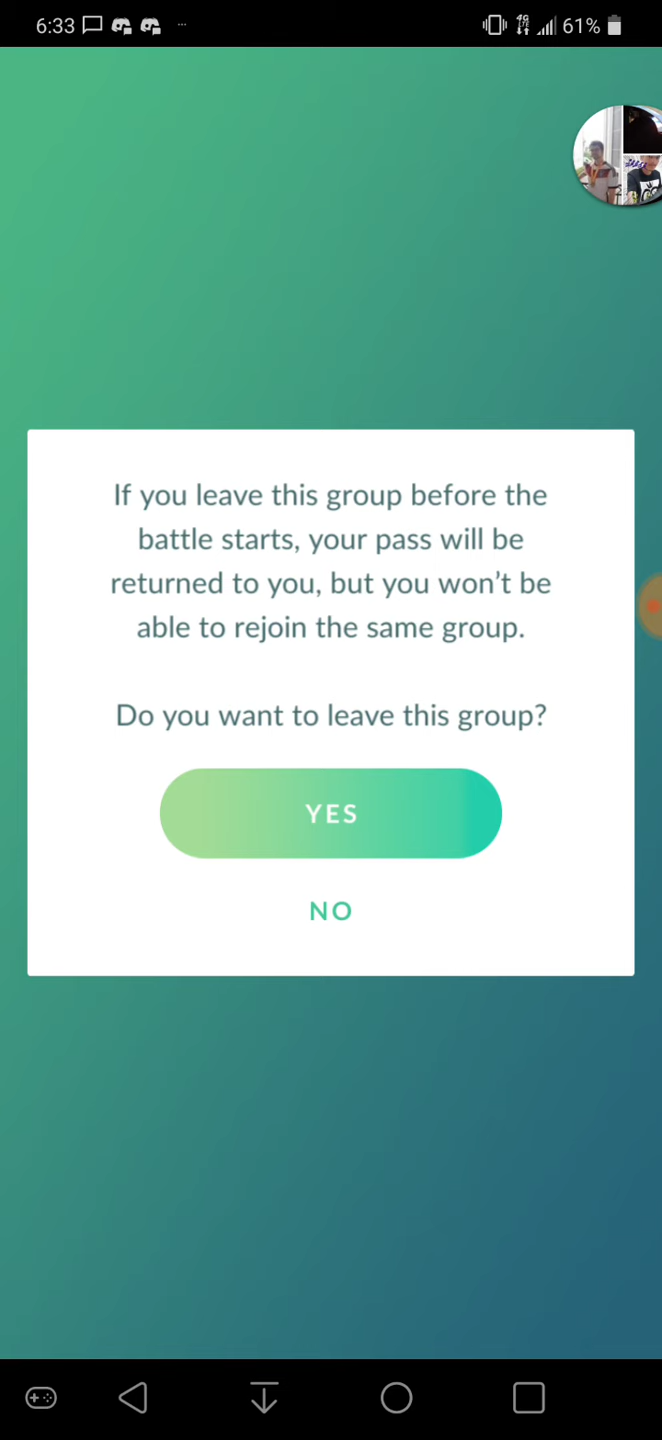 6:33 61%
If you leave this group before the
battle starts, your pass will be
returned to you, but you won't be
able to rejoin the same group.
Do you want to leave this group?
YES
NO